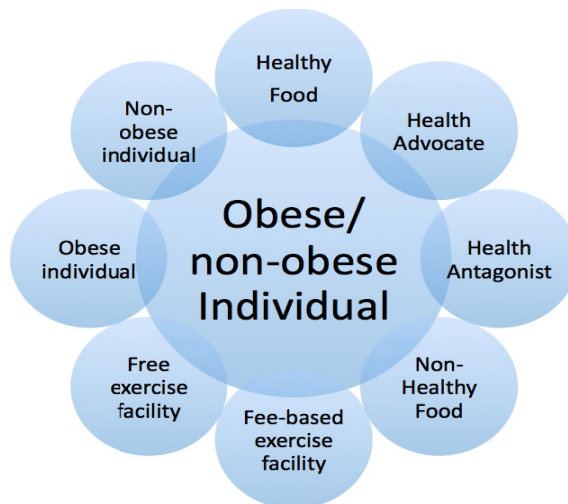 Healthy
Food
Health
Advocate
Health
Antagonist
Non-
Healthy
Food
Fee-based
exercise
facility
Free
exercise
facility
Obese
individual
Non-
obese
individual
Obese/
non-obese
Individual